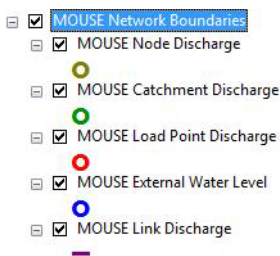 MOUSE Network Boundaries
MOUSE Node Discharge
MOUSE Catchment Discharge
MOUSE Load Point Discharge
MOUSE External Water Level
MOUSE Link Discharge